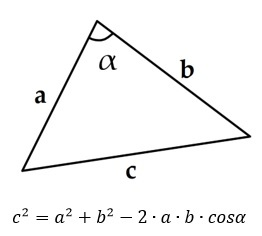 α
a
b
c
c² = a² + b² − 2 · a · b · cosα